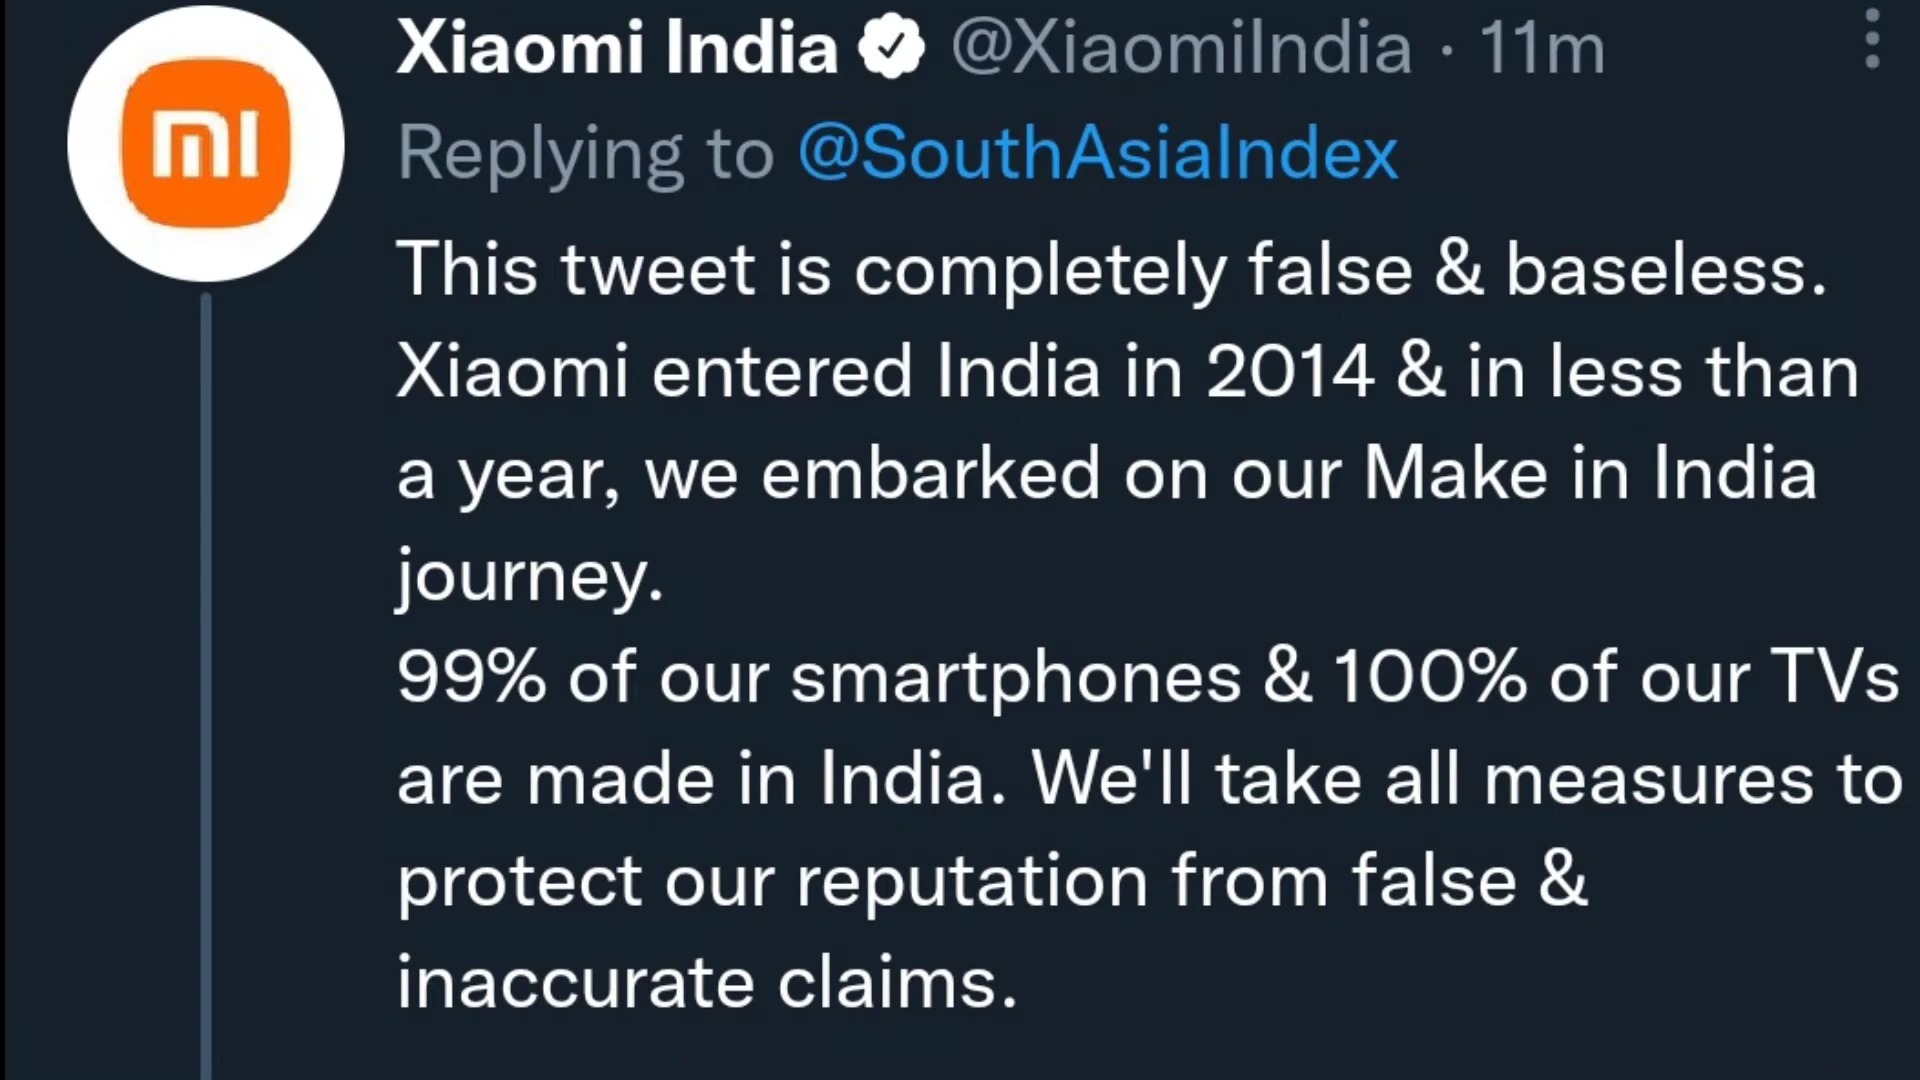 Xiaomi India @XiaomiIndia · 11m
Replying to @SouthAsiaIndex
This tweet is completely false & baseless.
Xiaomi entered India in 2014 & in less than
a year, we embarked on our Make in India
journey.
99% of our smartphones & 100% of our TVs
are made in India. We'll take all measures to
protect our reputation from false &
inaccurate claims.
mi